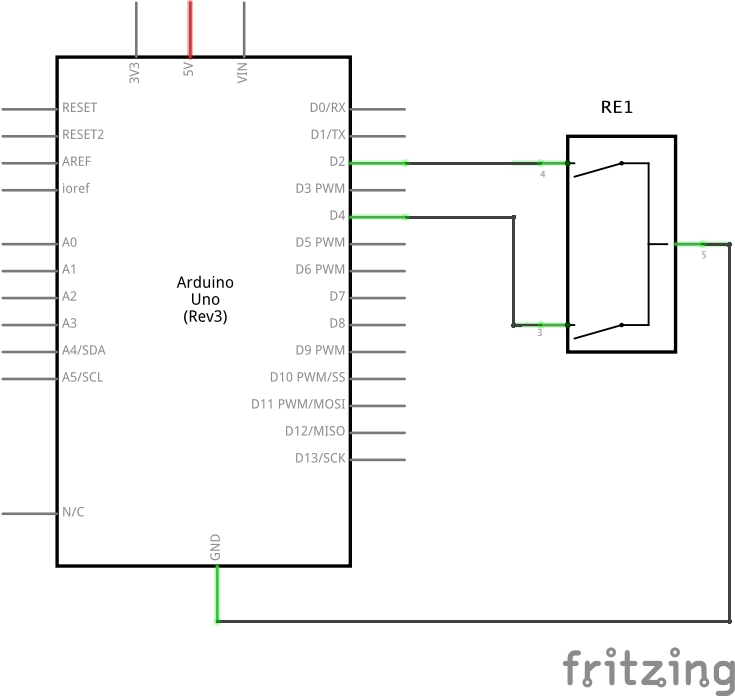 3V3
5V
VIN
RESET
RESET2
AREF
ioref
A0
A1
A2
A3
A4/SDA
A5/SCL
N/C
Arduino
Uno
(Rev3)
D0/RX
D1/TX
D2
D3 PWM
D4
D5 PWM
D6 PWM
D7
D8
D9 PWM
D10 PWM/SS
D11 PWM/MOSI
D12/MISO
D13/SCK
GND
RE1
4
3
5
fritzing